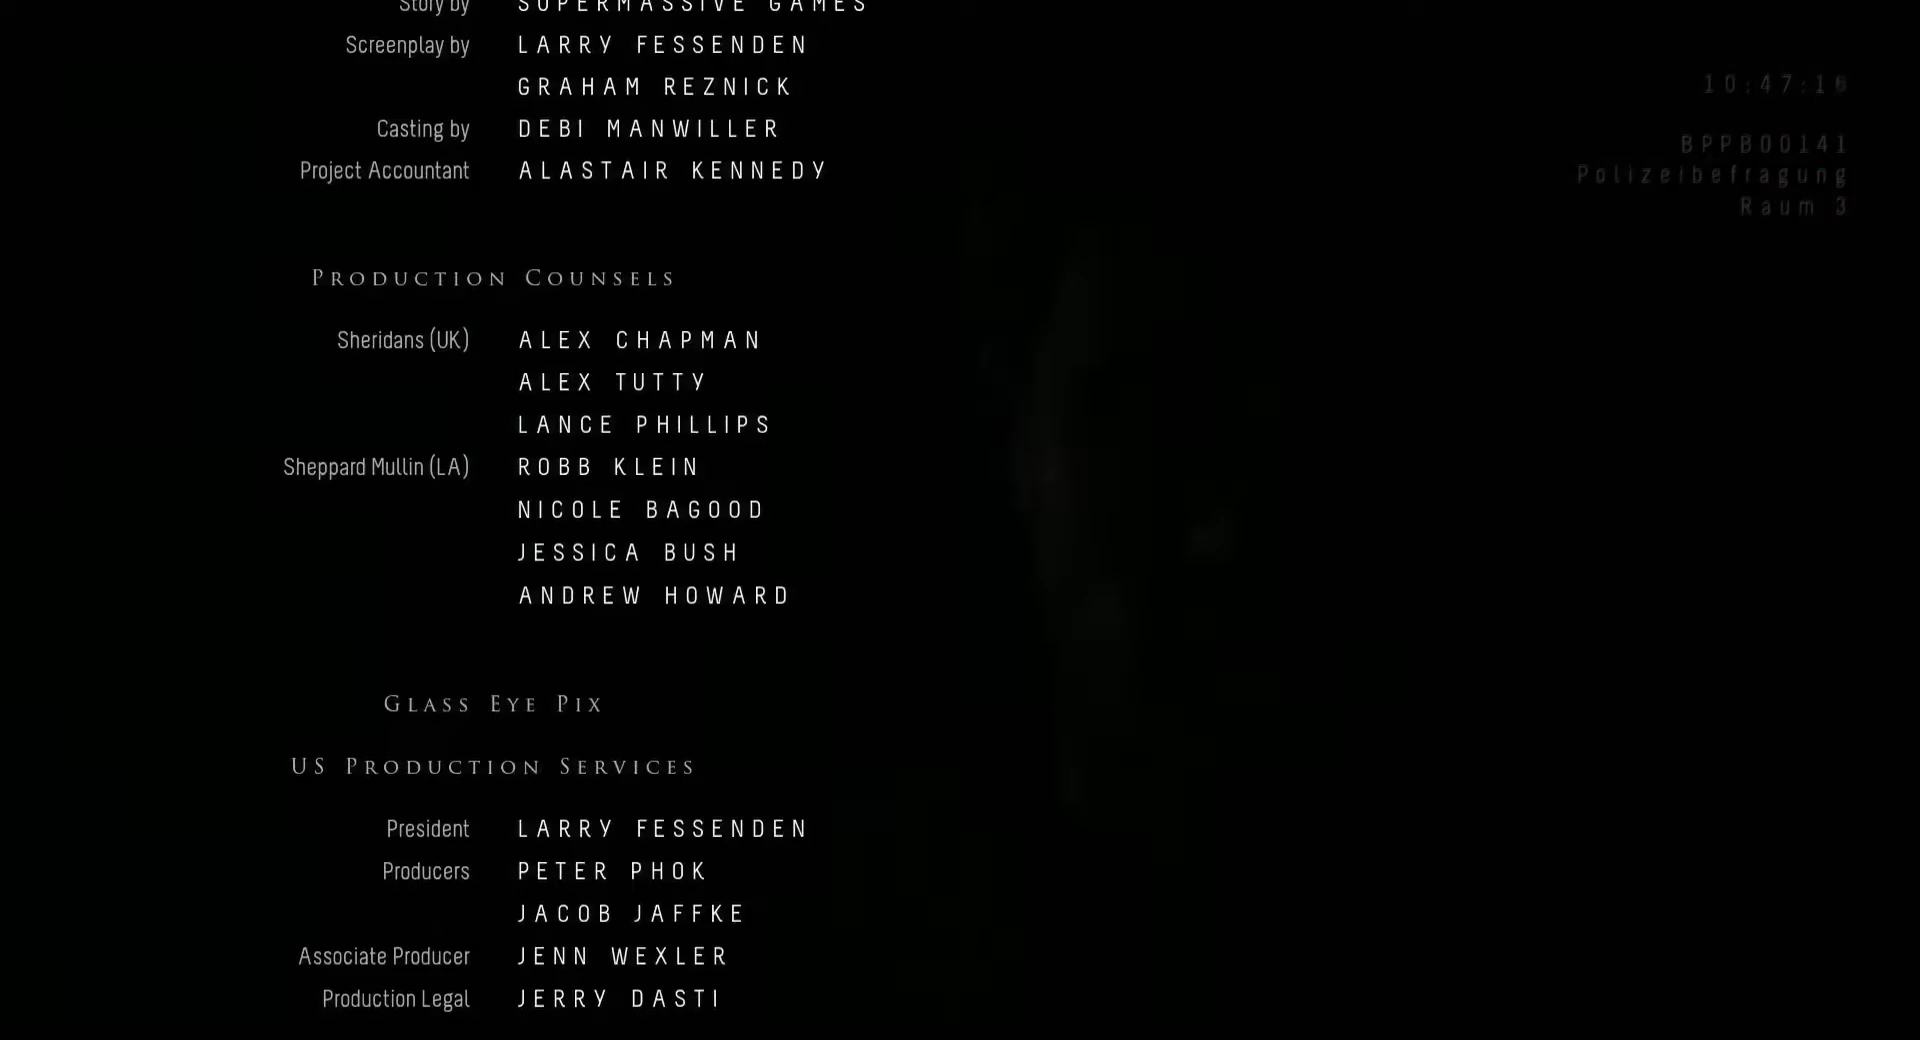 Story by SUPERMASSIVE GAMES
Screenplay by LARRY FESSENDEN
GRAHAM REZNICK
Casting by DEBI MANWILLER
Project Accountant ALASTAIR KENNEDY
PRODUCTION COUNSELS
Sheridans (UK) ALEX CHAPMAN
ALEX TUTTY
LANCE PHILLIPS
Sheppard Mullin (LA) ROBB KLEIN
NICOLE BAGOOD
JESSICA BUSH
ANDREW HOWARD
GLASS EYE PIX
US PRODUCTION SERVICES
President LARRY FESSENDEN
Producers PETER PHOK
JACOB JAFFKE
Associate Producer JENN WEXLER
Production Legal JERRY DASTI
10:47:16
BPPB00141
Polizeibefragung
Raum 3